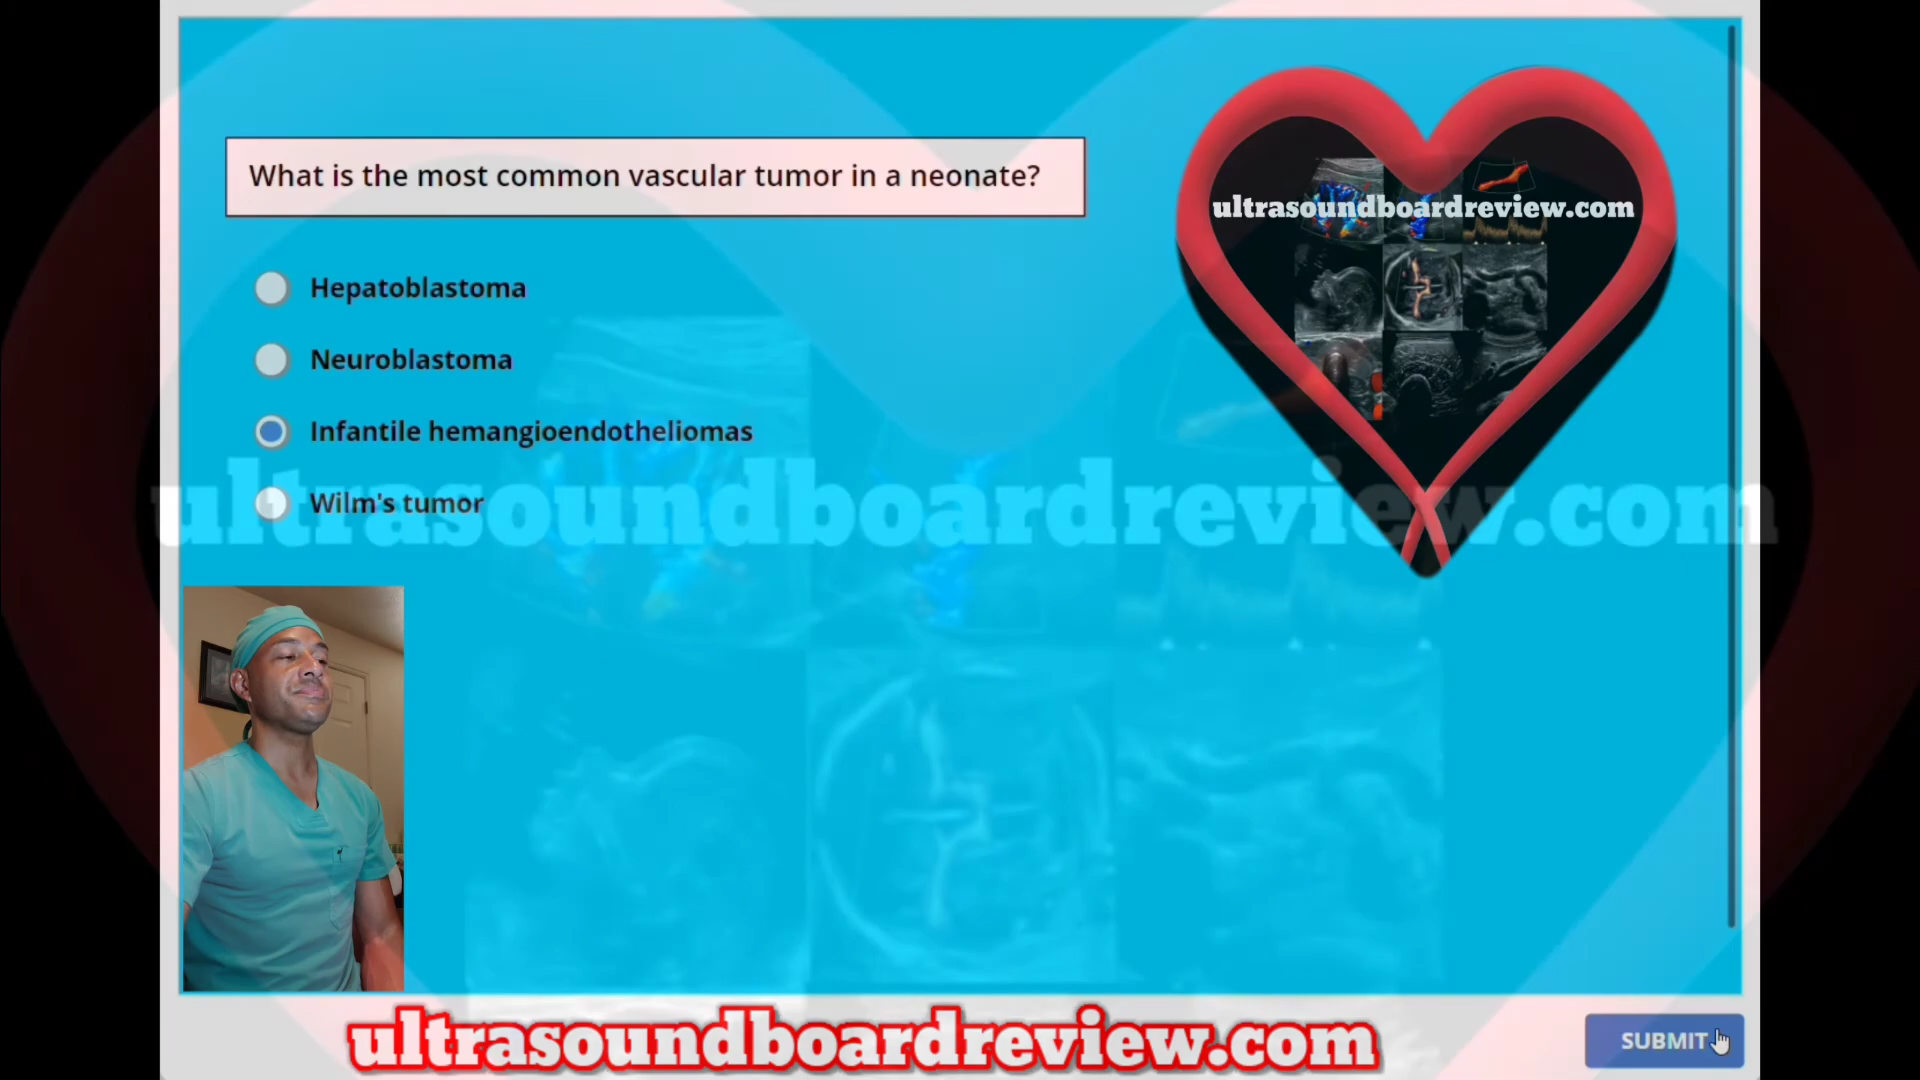 What is the most common vascular tumor in a neonate?
ultrasoundboardreview.com
Hepatoblastoma
Neuroblastoma
Infantile hemangioendotheliomas
Wilm's tumor
ultrasoundboardreview.com
ultrasoundboardreview.com
SUBMIT